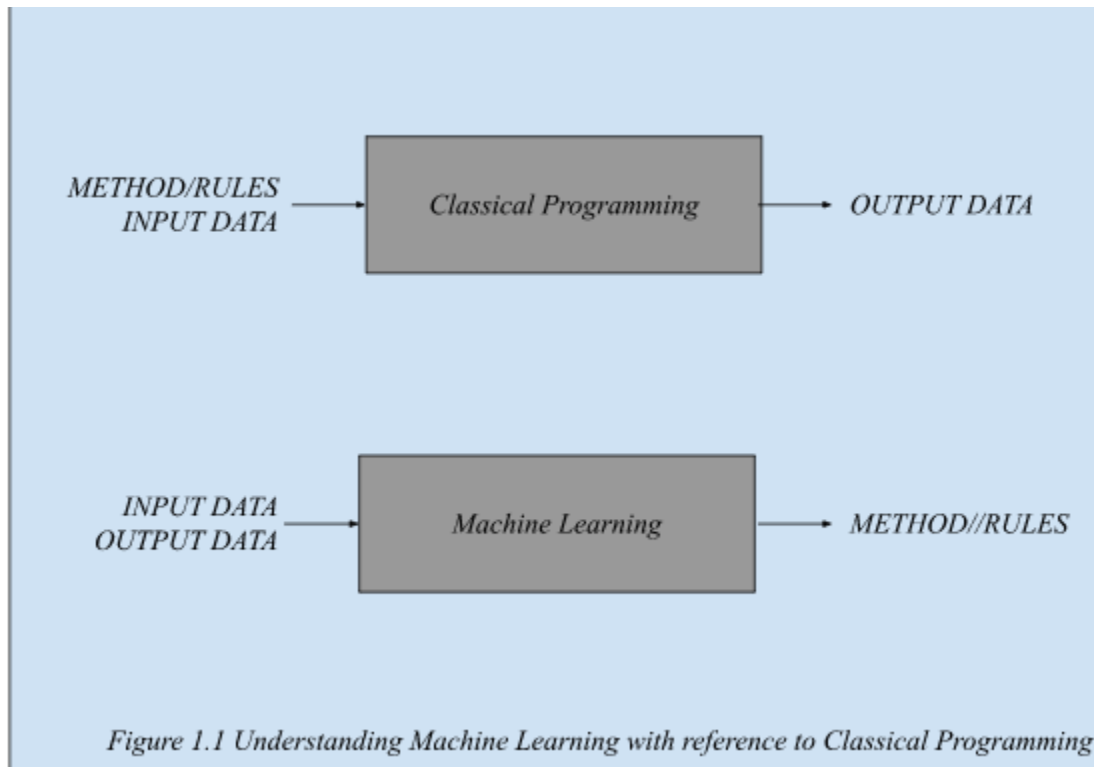 METHOD/RULES
INPUT DATA
Classical Programming
OUTPUT DATA
INPUT DATA
OUTPUT DATA
Machine Learning
METHOD//RULES
Figure 1.1 Understanding Machine Learning with reference to Classical Programming